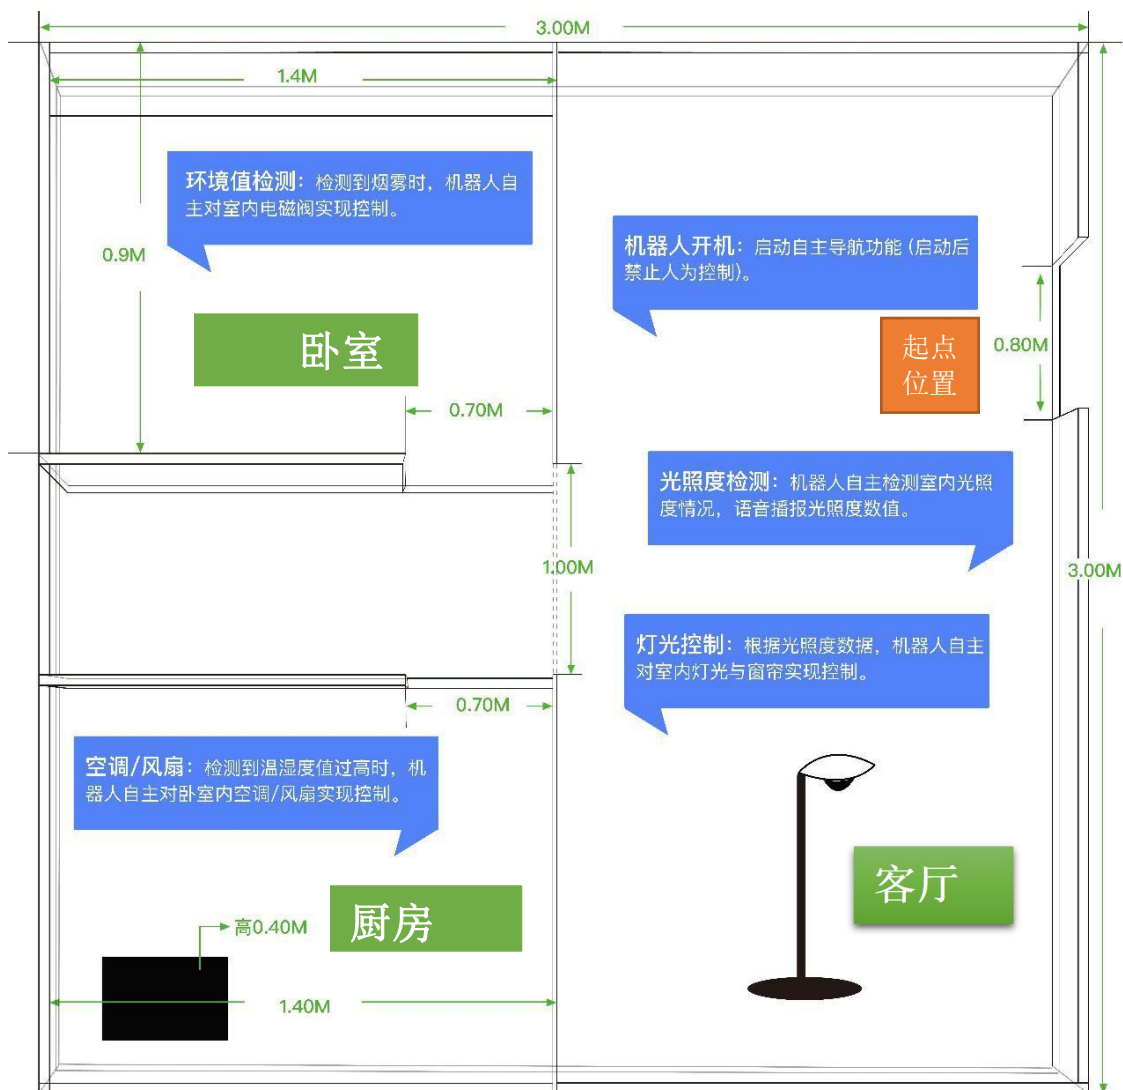 3.00M
1.4M
环境值检测：检测到烟雾时，机器人自
主对室内电磁阀实现控制。
0.9M
机器人开机：启动自主导航功能(启动后
禁止人为控制)。
卧室
起点
位置
0.80M
0.70M
光照度检测：机器人自主检测室内光照
度情况，语音播报光照度数值。
1.00M
3.00M
灯光控制：根据光照度数据，机器人自主
对室内灯光与窗帘实现控制。
0.70M
空调/风扇：检测到温湿度值过高时，机
器人自主对卧室内空调/风扇实现控制。
客厅
厨房
高0.40M
1.40M